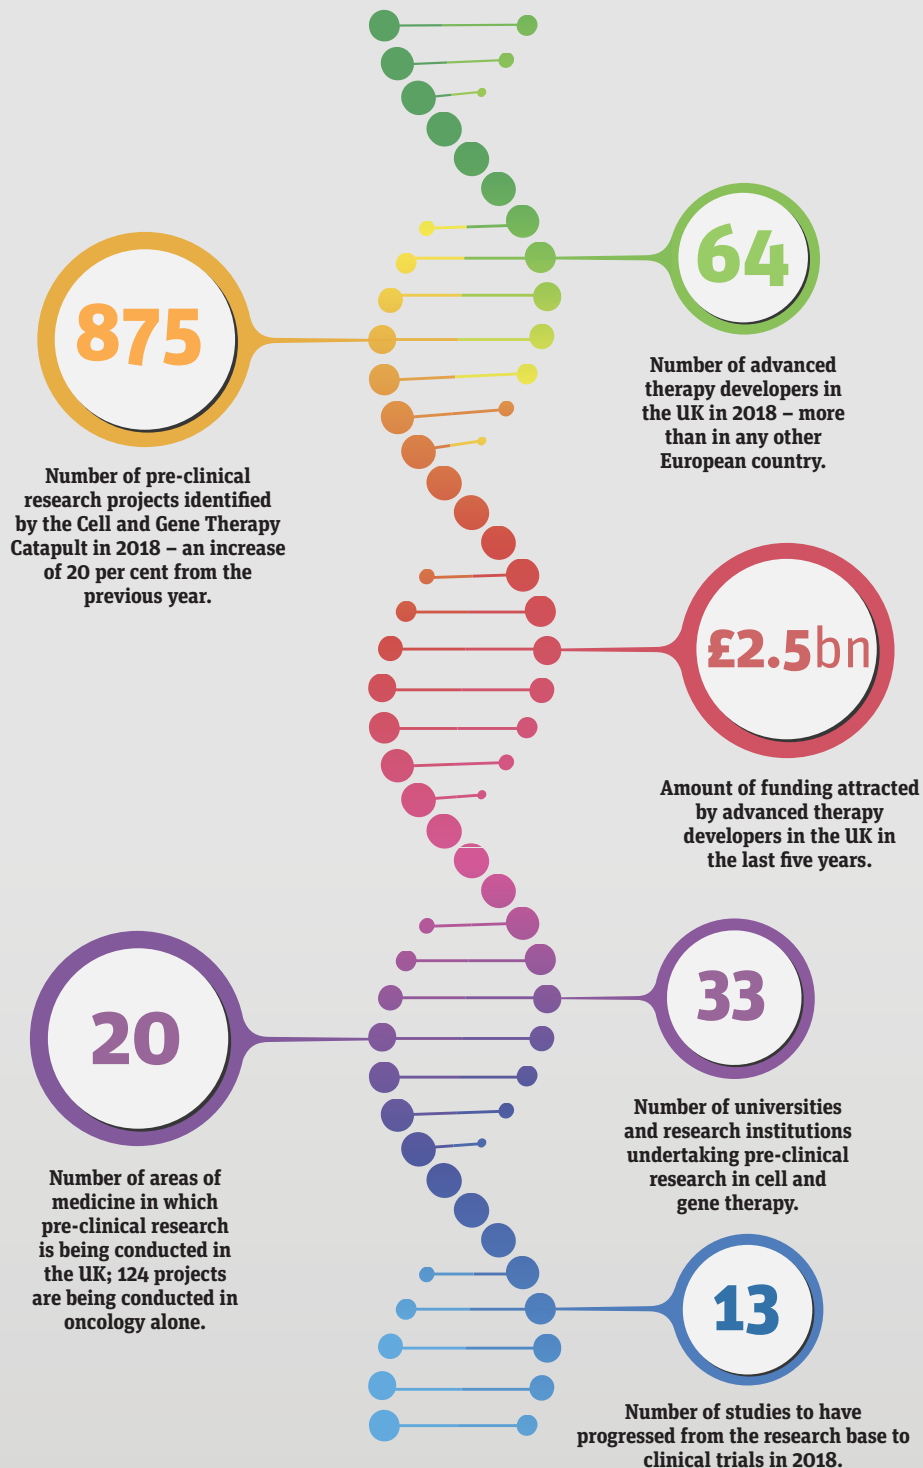 64
Number of advanced
therapy developers in
the UK in 2018 – more
than in any other
European country.
875
Number of pre-clinical
research projects identified
by the Cell and Gene Therapy
Catapult in 2018 – an increase
of 20 per cent from the
previous year.
£2.5bn
Amount of funding attracted
by advanced therapy
developers in the UK in
the last five years.
33
Number of universities
and research institutions
undertaking pre-clinical
research in cell and
gene therapy.
20
Number of areas of
medicine in which
pre-clinical research
is being conducted in
the UK; 124 projects
are being conducted in
oncology alone.
13
Number of studies to have
progressed from the research base to
clinical trials in 2018.